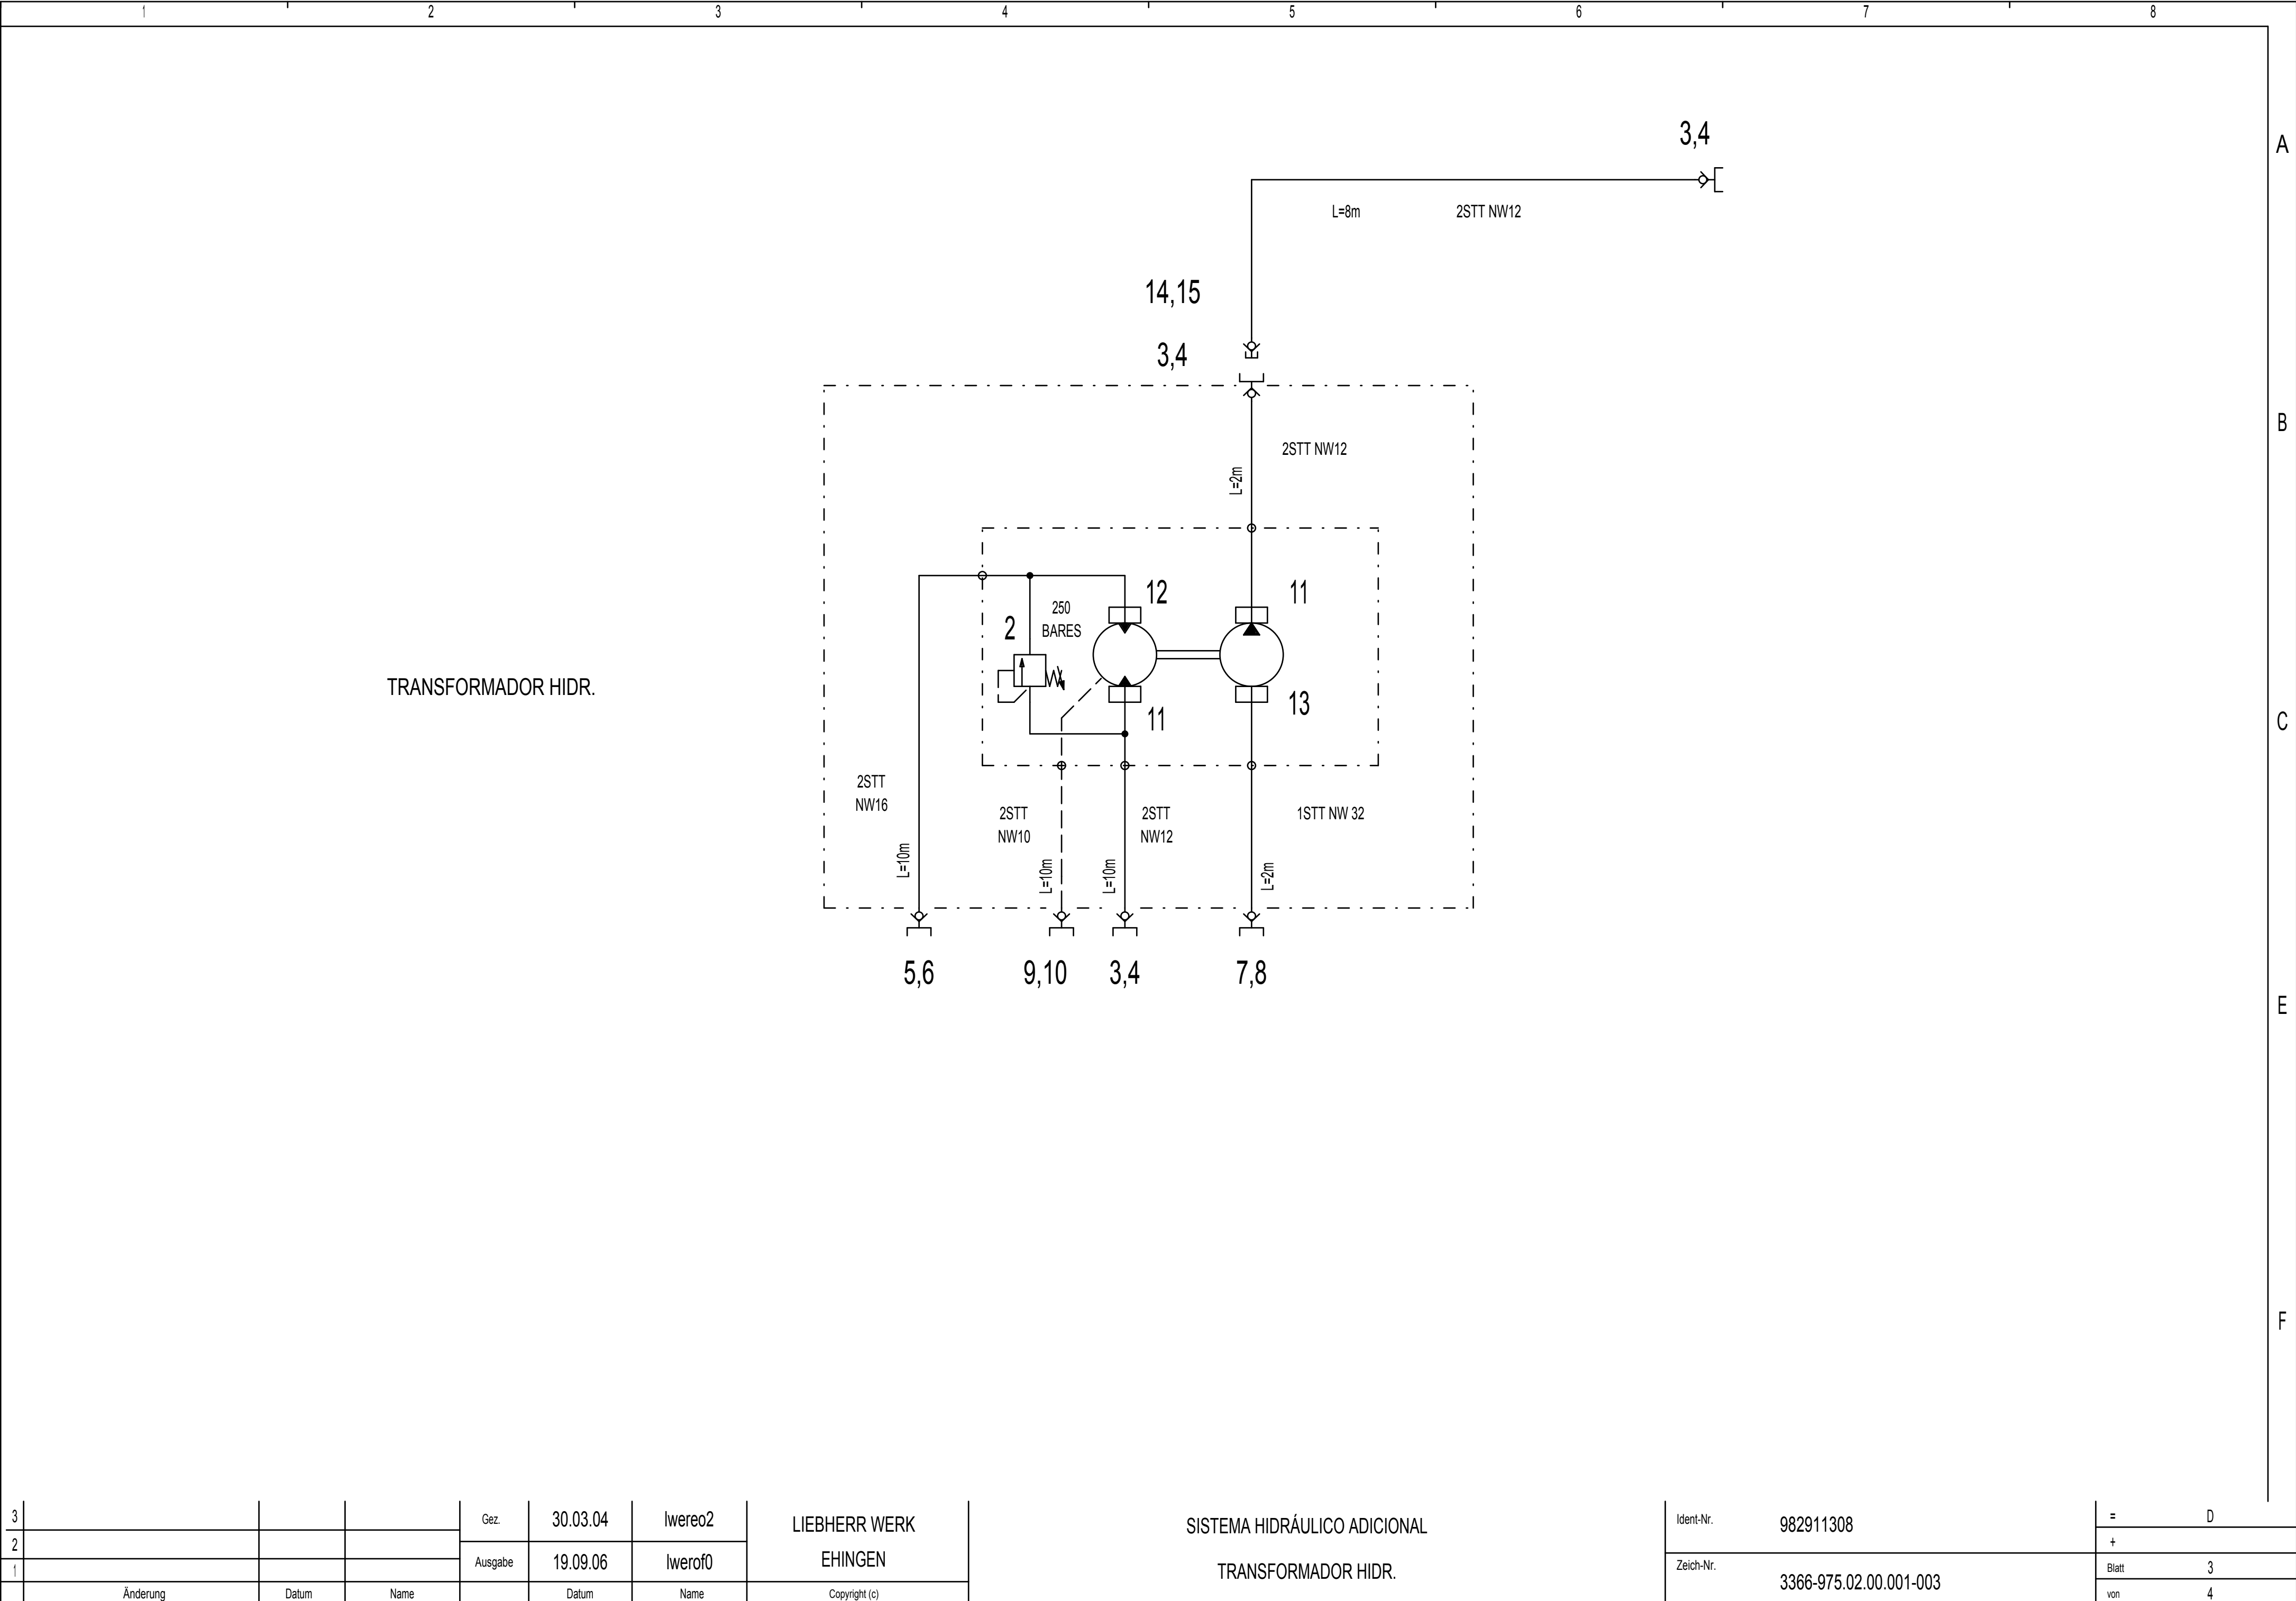 1 2 3 4 5 6 7 8
A
B
C
E
F
3,4
L=8m 2STT NW12
14,15
3,4
2STT NW12
L=2m
12 11
250
BARES
2
TRANSFORMADOR HIDR.
11 13
2STT
NW16
2STT
NW10
2STT
NW12
1STT NW 32
L=10m
L=10m
L=10m
L=2m
5,6 9,10 3,4 7,8
3
2
1
Änderung Datum Name
Gez. 30.03.04 lwereo2
Ausgabe 19.09.06 lwerof0
Datum Name
LIEBHERR WERK
EHINGEN
Copyright (c)
SISTEMA HIDRÁULICO ADICIONAL
TRANSFORMADOR HIDR.
Ident-Nr. 982911308
Zeich-Nr. 3366-975.02.00.001-003
= D
+
Blatt 3
von 4